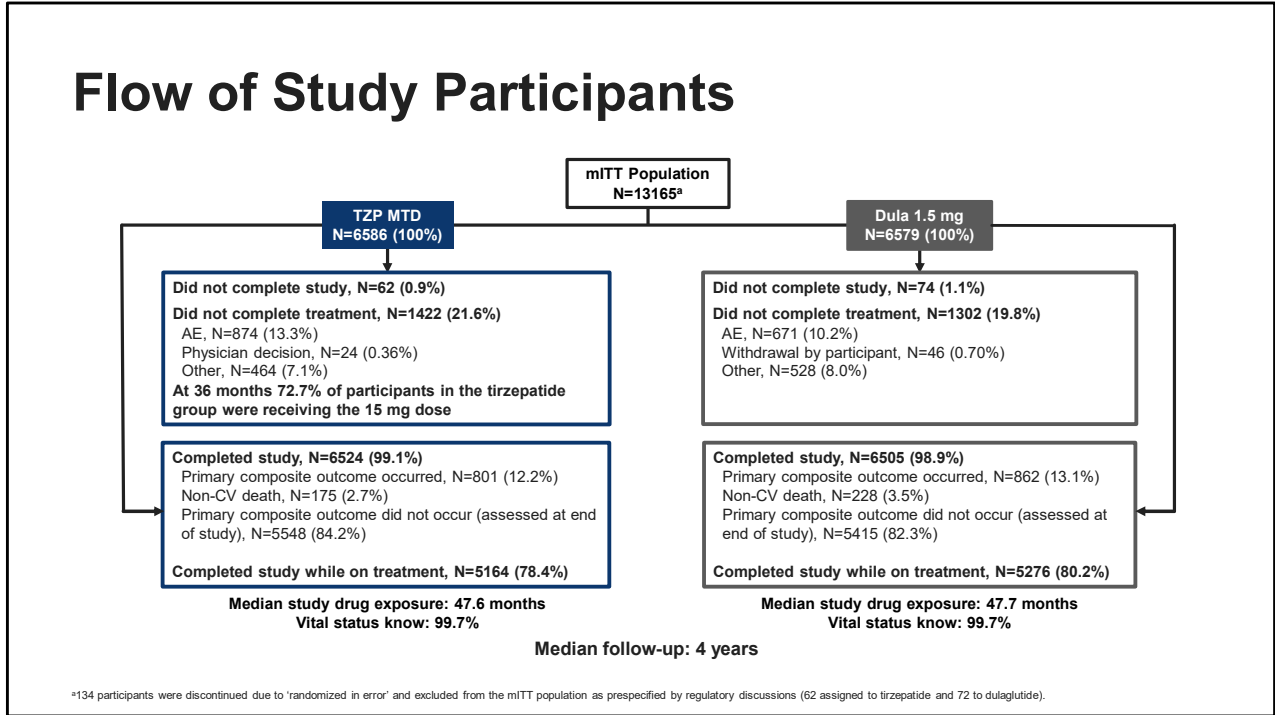 Flow of Study Participants
mITT Population
N=13165ᵃ
TZP MTD
N=6586 (100%)
Dula 1.5 mg
N=6579 (100%)
Did not complete study, N=62 (0.9%)
Did not complete treatment, N=1422 (21.6%)
AE, N=874 (13.3%)
Physician decision, N=24 (0.36%)
Other, N=464 (7.1%)
At 36 months 72.7% of participants in the tirzepatide
group were receiving the 15 mg dose
Did not complete study, N=74 (1.1%)
Did not complete treatment, N=1302 (19.8%)
AE, N=671 (10.2%)
Withdrawal by participant, N=46 (0.70%)
Other, N=528 (8.0%)
Completed study, N=6524 (99.1%)
Primary composite outcome occurred, N=801 (12.2%)
Non-CV death, N=175 (2.7%)
Primary composite outcome did not occur (assessed at end
of study), N=5548 (84.2%)
Completed study while on treatment, N=5164 (78.4%)
Completed study, N=6505 (98.9%)
Primary composite outcome occurred, N=862 (13.1%)
Non-CV death, N=228 (3.5%)
Primary composite outcome did not occur (assessed at
end of study), N=5415 (82.3%)
Completed study while on treatment, N=5276 (80.2%)
Median study drug exposure: 47.6 months
Vital status know: 99.7%
Median study drug exposure: 47.7 months
Vital status know: 99.7%
Median follow-up: 4 years
ᵃ134 participants were discontinued due to ‘randomized in error’ and excluded from the mITT population as prespecified by regulatory discussions (62 assigned to tirzepatide and 72 to dulaglutide).